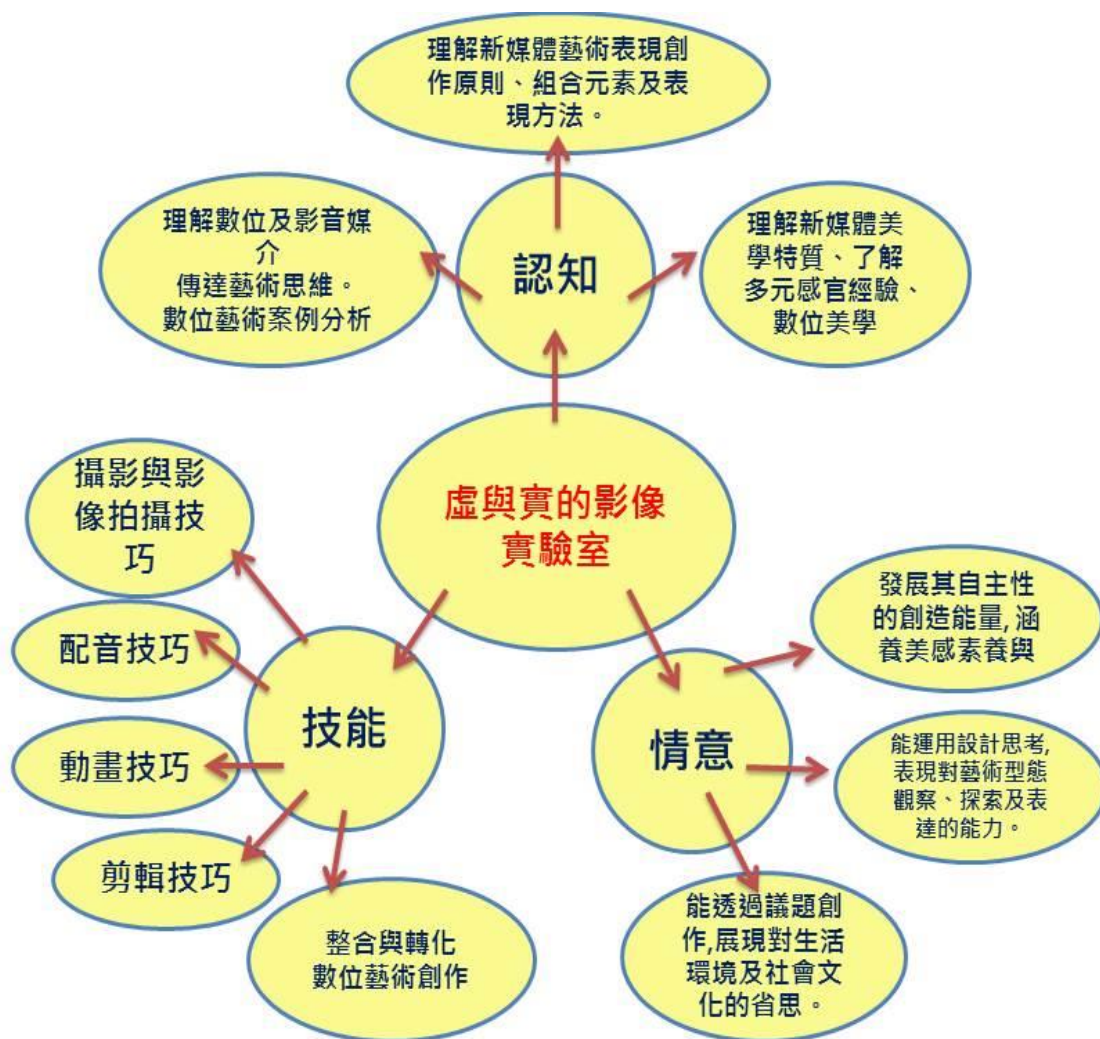 理解新媒體藝術表現創
作原則、組合元素及表
現方法。
理解數位及影音媒
介
傳達藝術思維。
數位藝術案例分析
認知
理解新媒體美
學特質、了解
多元感官經驗、
數位美學
虛與實的影像
實驗室
攝影與影
像拍攝技
巧
配音技巧
動畫技巧
剪輯技巧
技能
整合與轉化
數位藝術創作
情意
發展其自主性
的創造能量,涵
養美感素養與
能運用設計思考,
表現對藝術型態
觀察、探索及表
達的能力。
能透過議題創
作,展現對生活
環境及社會文
化的省思。